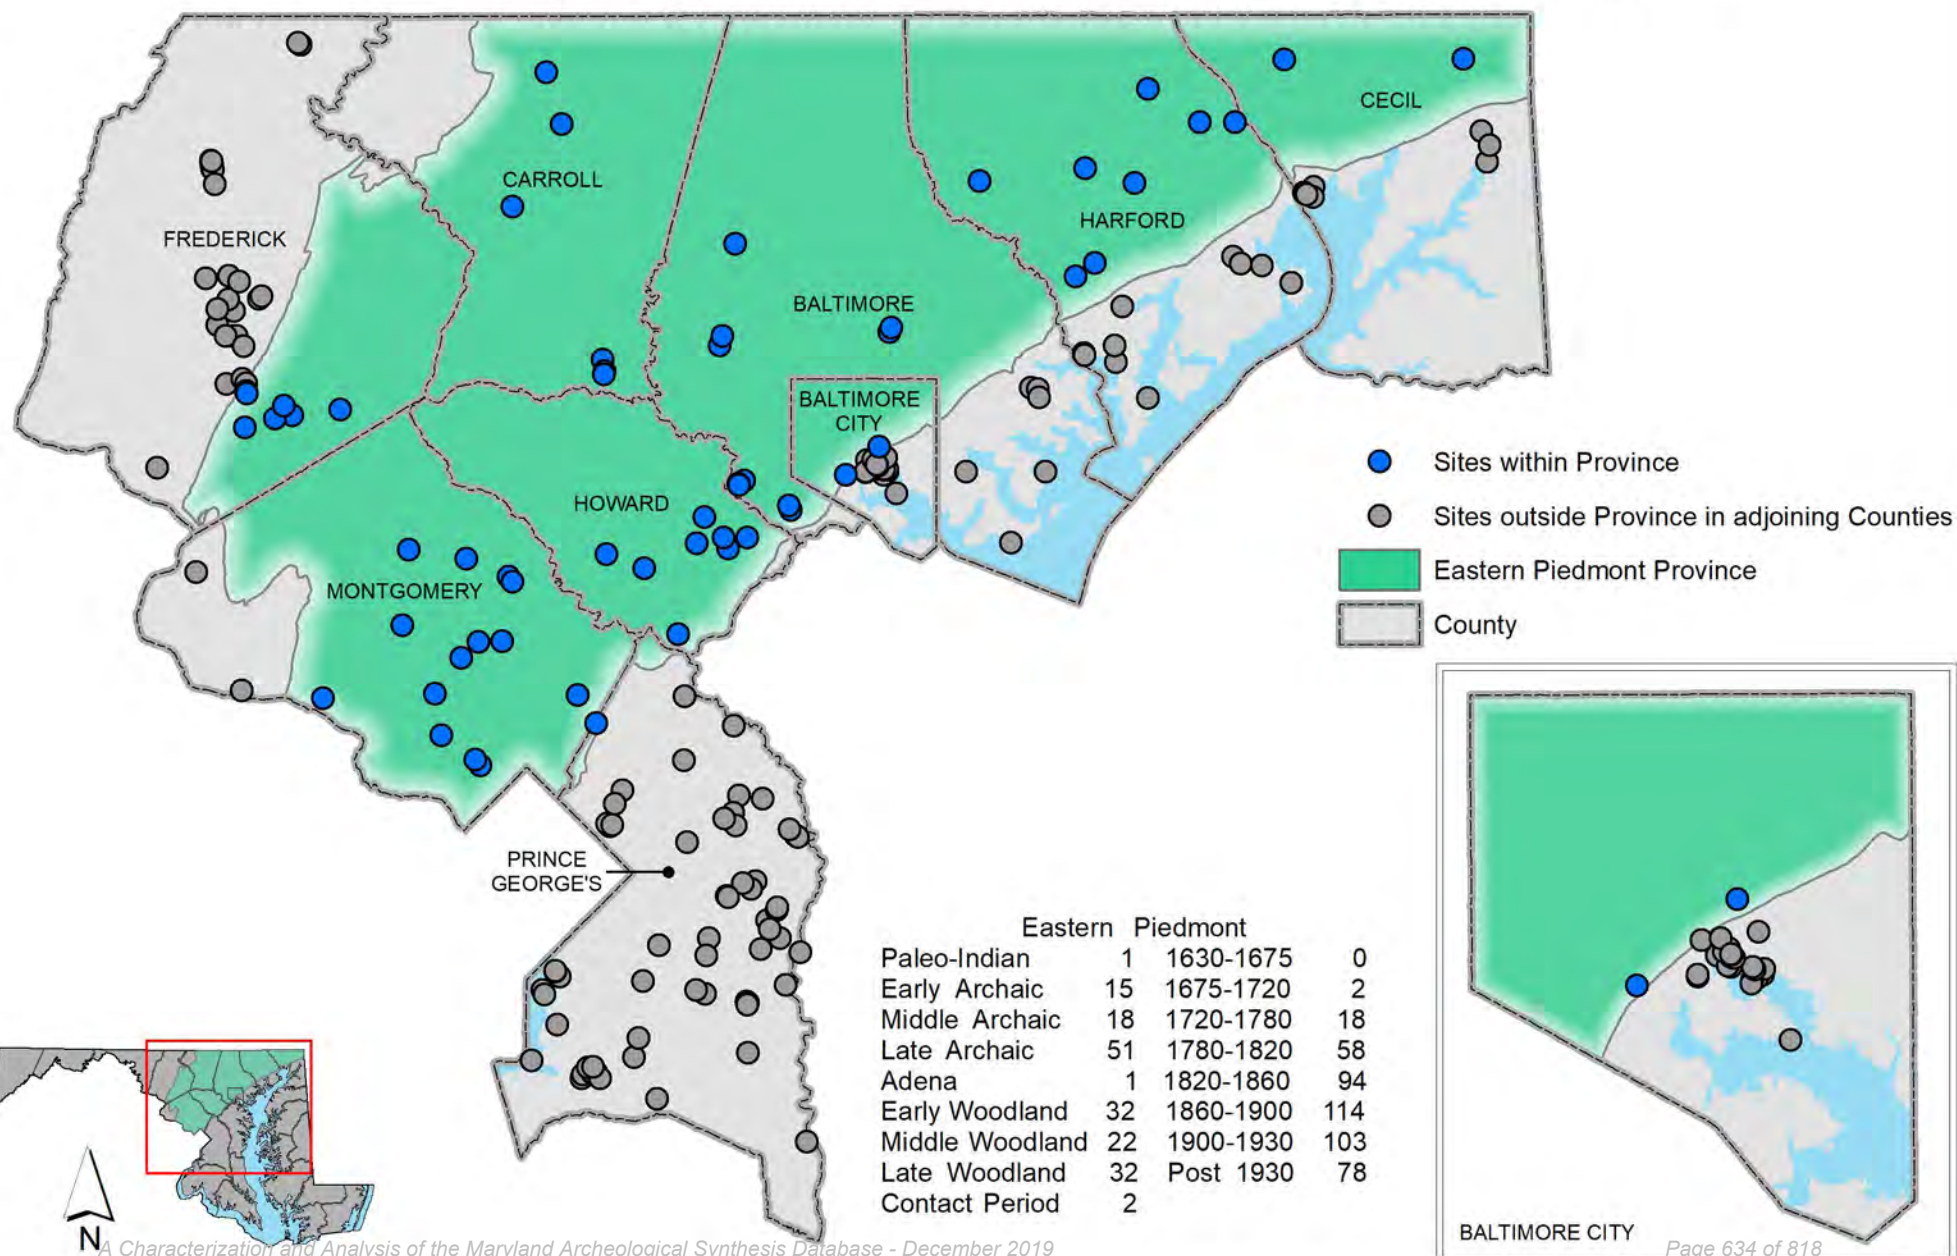 CECIL
CARROLL
HARFORD
FREDERICK
BALTIMORE
BALTIMORE
CITY
HOWARD
MONTGOMERY
PRINCE
GEORGE'S
Sites within Province
Sites outside Province in adjoining Counties
Eastern Piedmont Province
County
Eastern Piedmont
Paleo-Indian 1 1630-1675 0
Early Archaic 15 1675-1720 2
Middle Archaic 18 1720-1780 18
Late Archaic 51 1780-1820 58
Adena 1 1820-1860 94
Early Woodland 32 1860-1900 114
Middle Woodland 22 1900-1930 103
Late Woodland 32 Post 1930 78
Contact Period 2
BALTIMORE CITY
N
A Characterization and Analysis of the Maryland Archeological Synthesis Database - December 2019
Page 634 of 818